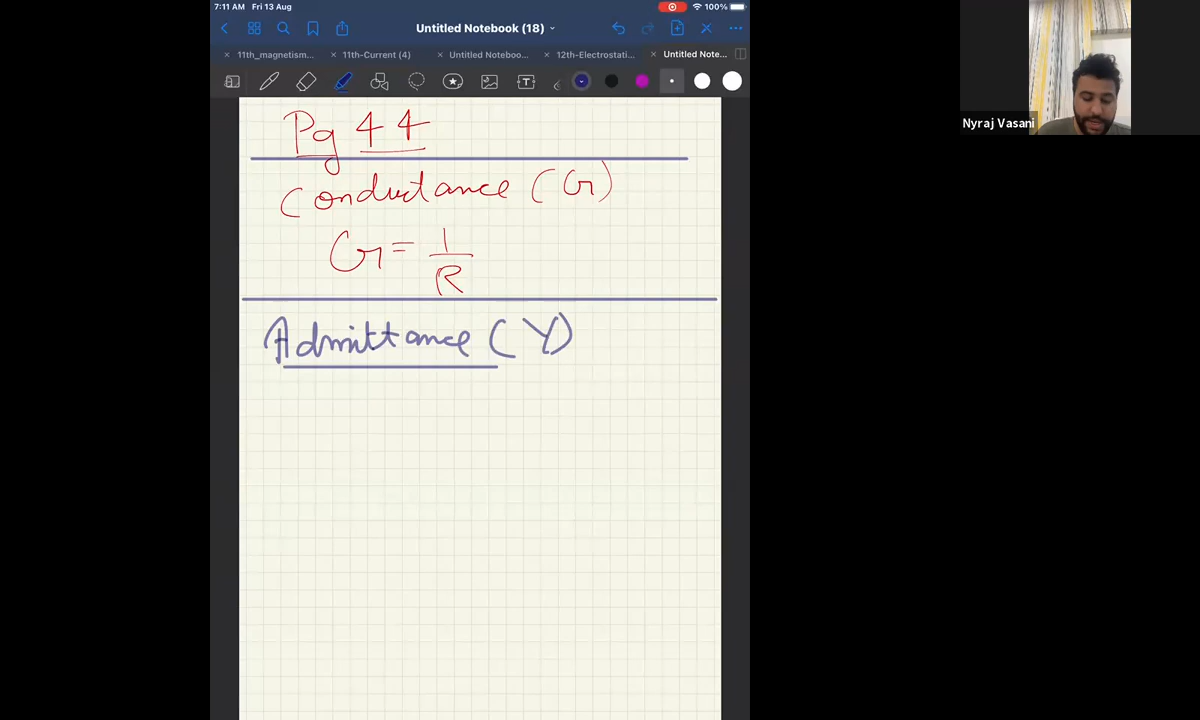 7:11 AM Fri 13 Aug
100%
Untitled Notebook (18)
11th_magnetism...
11th-Current (4)
Untitled Noteboo...
12th-Electrostati...
Untitled Note...
Nyraj Vasani
Pg 44
Conductance (G)
G = 1/R
Admittance (Y)